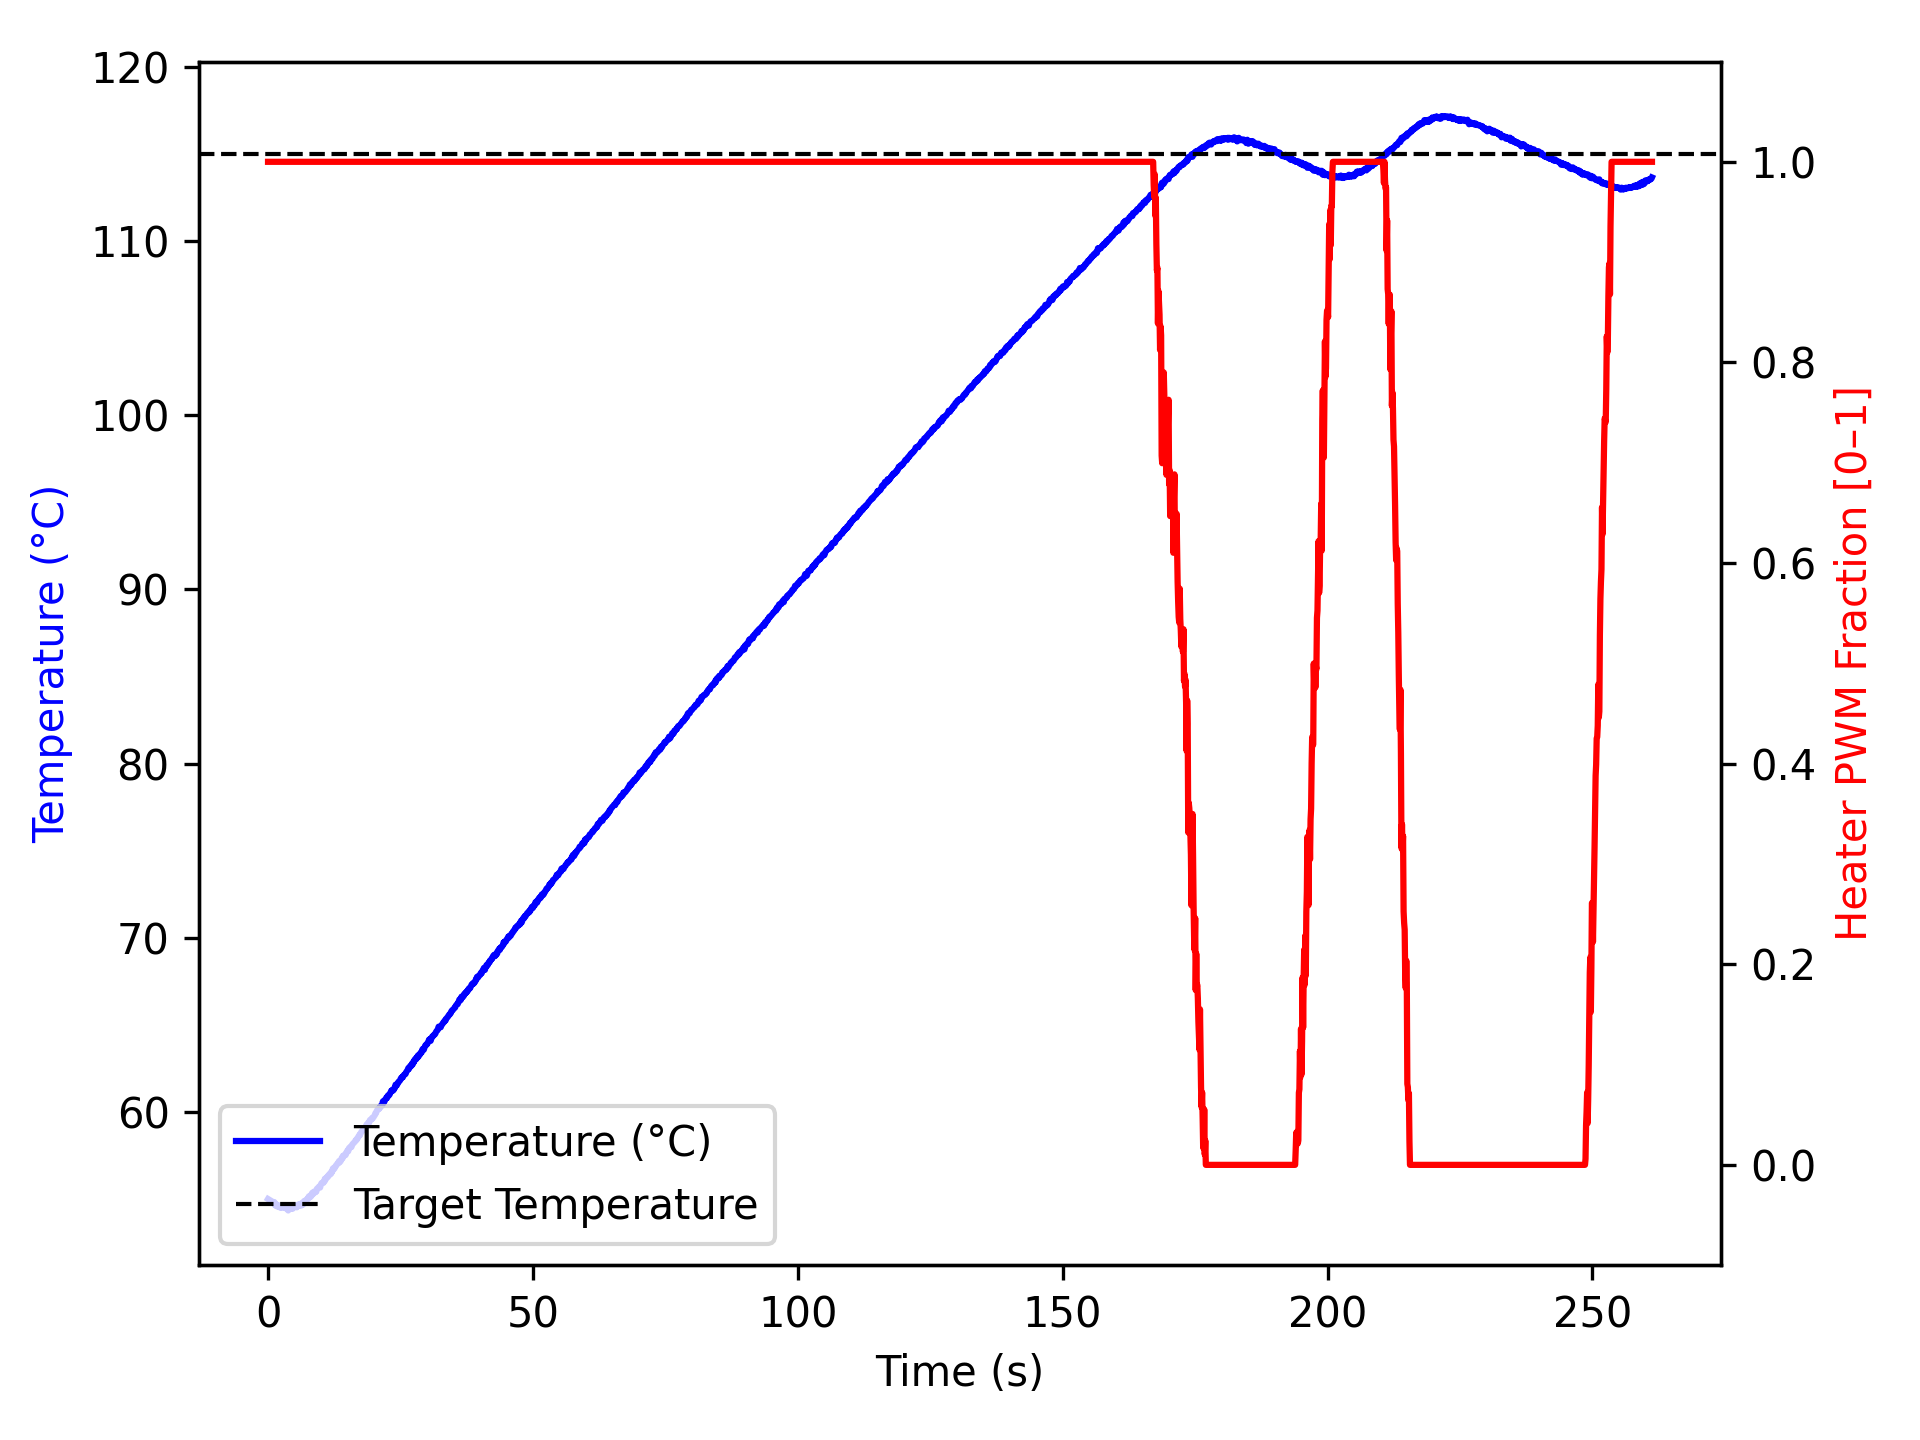 120
110
100
90
80
70
60
Temperature (°C)
1.0
0.8
0.6
0.4
0.2
0.0
Heater PWM Fraction [0–1]
Temperature (°C)
Target Temperature
0 50 100 150 200 250
Time (s)